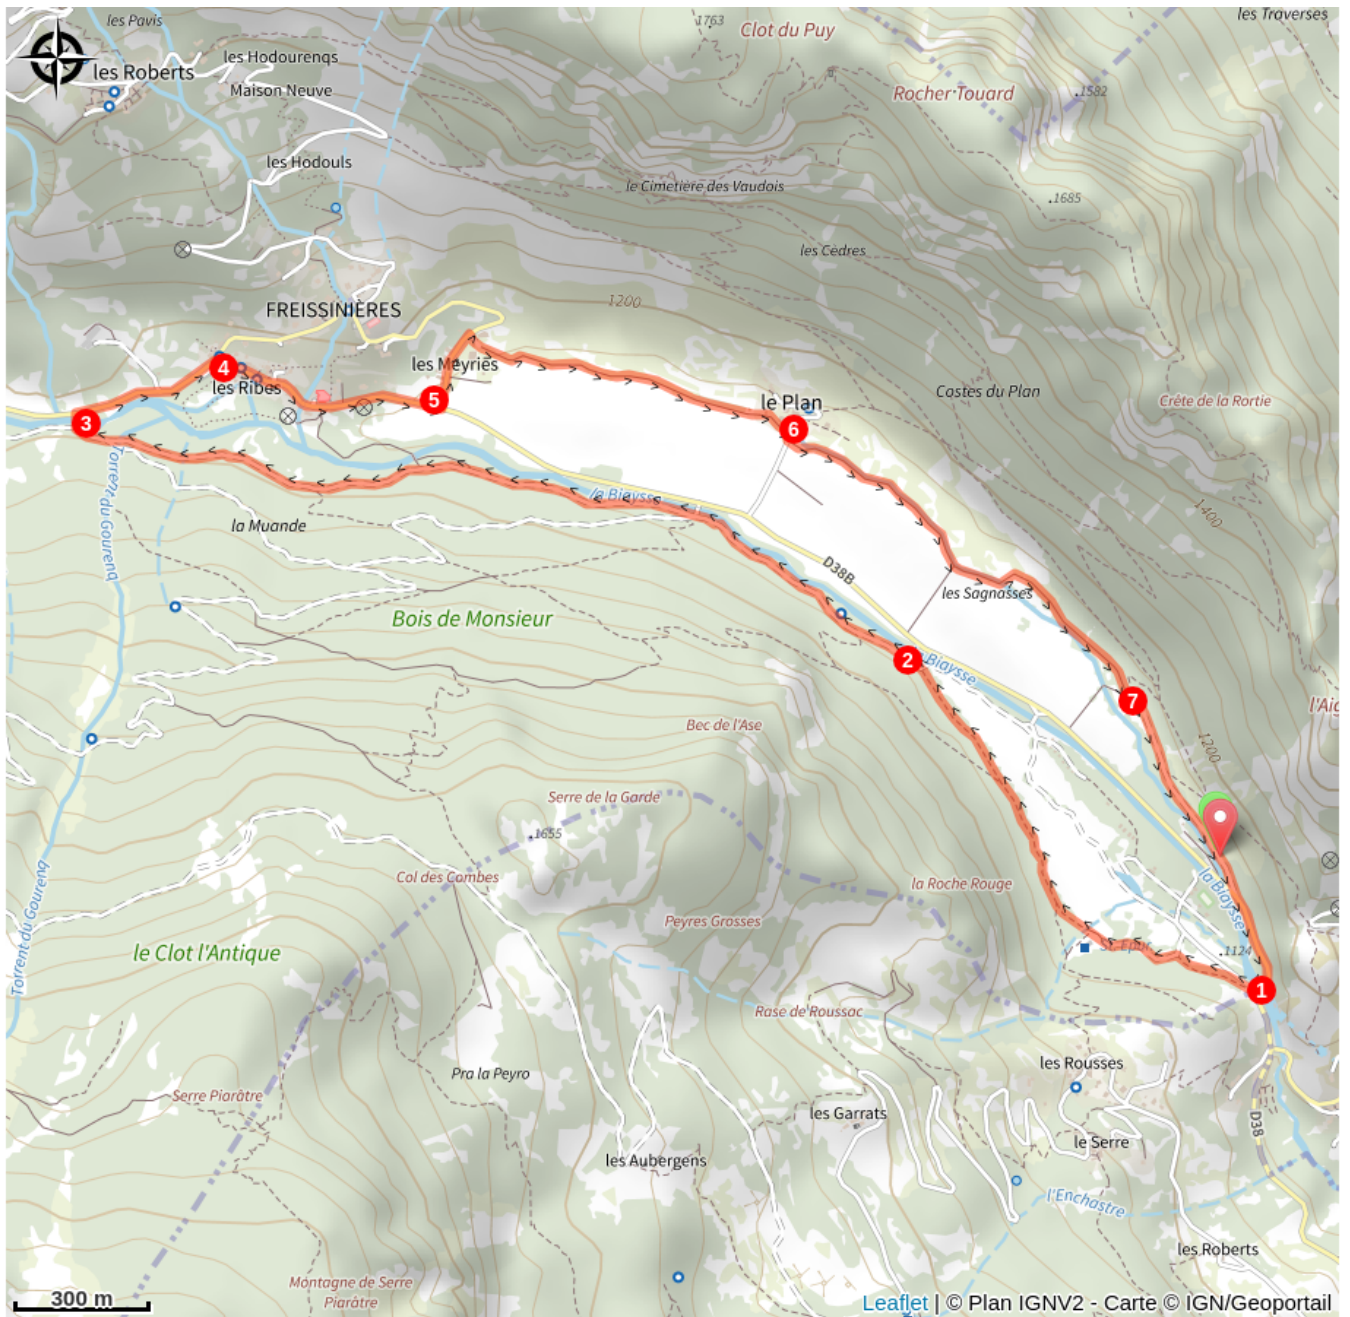 les Pavis
1763
Clot du Puy
les Traverses
les Hodourenqs
les Roberts
Maison Neuve
Rocher Touard
1582
les Hodouls
le Cimetière des Vaudois
1685
les Cèdres
1200
FREISSINIÈRES
4
les Meyriès
les Ribes
5
le Plan
Costes du Plan
Crête de la Rortie
3
6
Torrent du Gourenq
la Biaysse
1400
la Muande
D38B
les Sagnasses
Bois de Monsieur
2
Biaysse
7
l'Aig
Bec de l'Ase
1200
Serre de la Garde
1655
Col des Combes
la Roche Rouge
la Biaysse
Torrent du Gourenq
Peyres Grosses
le Clot l'Antique
1124
1
Rase de Roussac
les Rousses
Pra la Peyro
Serre Piarâtre
les Garrats
D38
le Serre
les Aubergens
l'Enchastre
les Roberts
Montagne de Serre
Piarâtre
300 m
Leaflet | © Plan IGNV2 - Carte © IGN/Geoportail